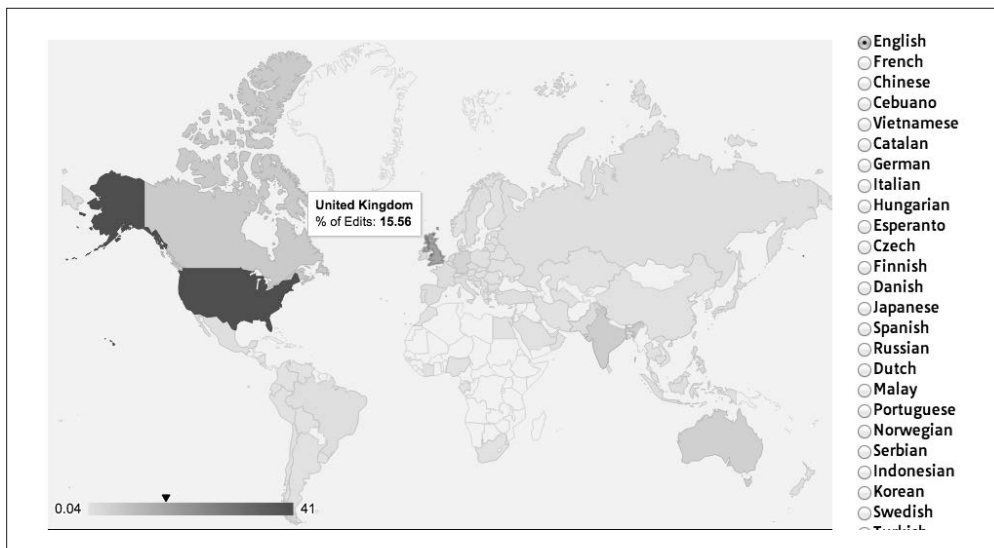 United Kingdom
% of Edits: 15.56
0.04
41
English
French
Chinese
Cebuano
Vietnamese
Catalan
German
Italian
Hungarian
Esperanto
Czech
Finnish
Danish
Japanese
Spanish
Russian
Dutch
Malay
Portuguese
Norwegian
Serbian
Indonesian
Korean
Swedish